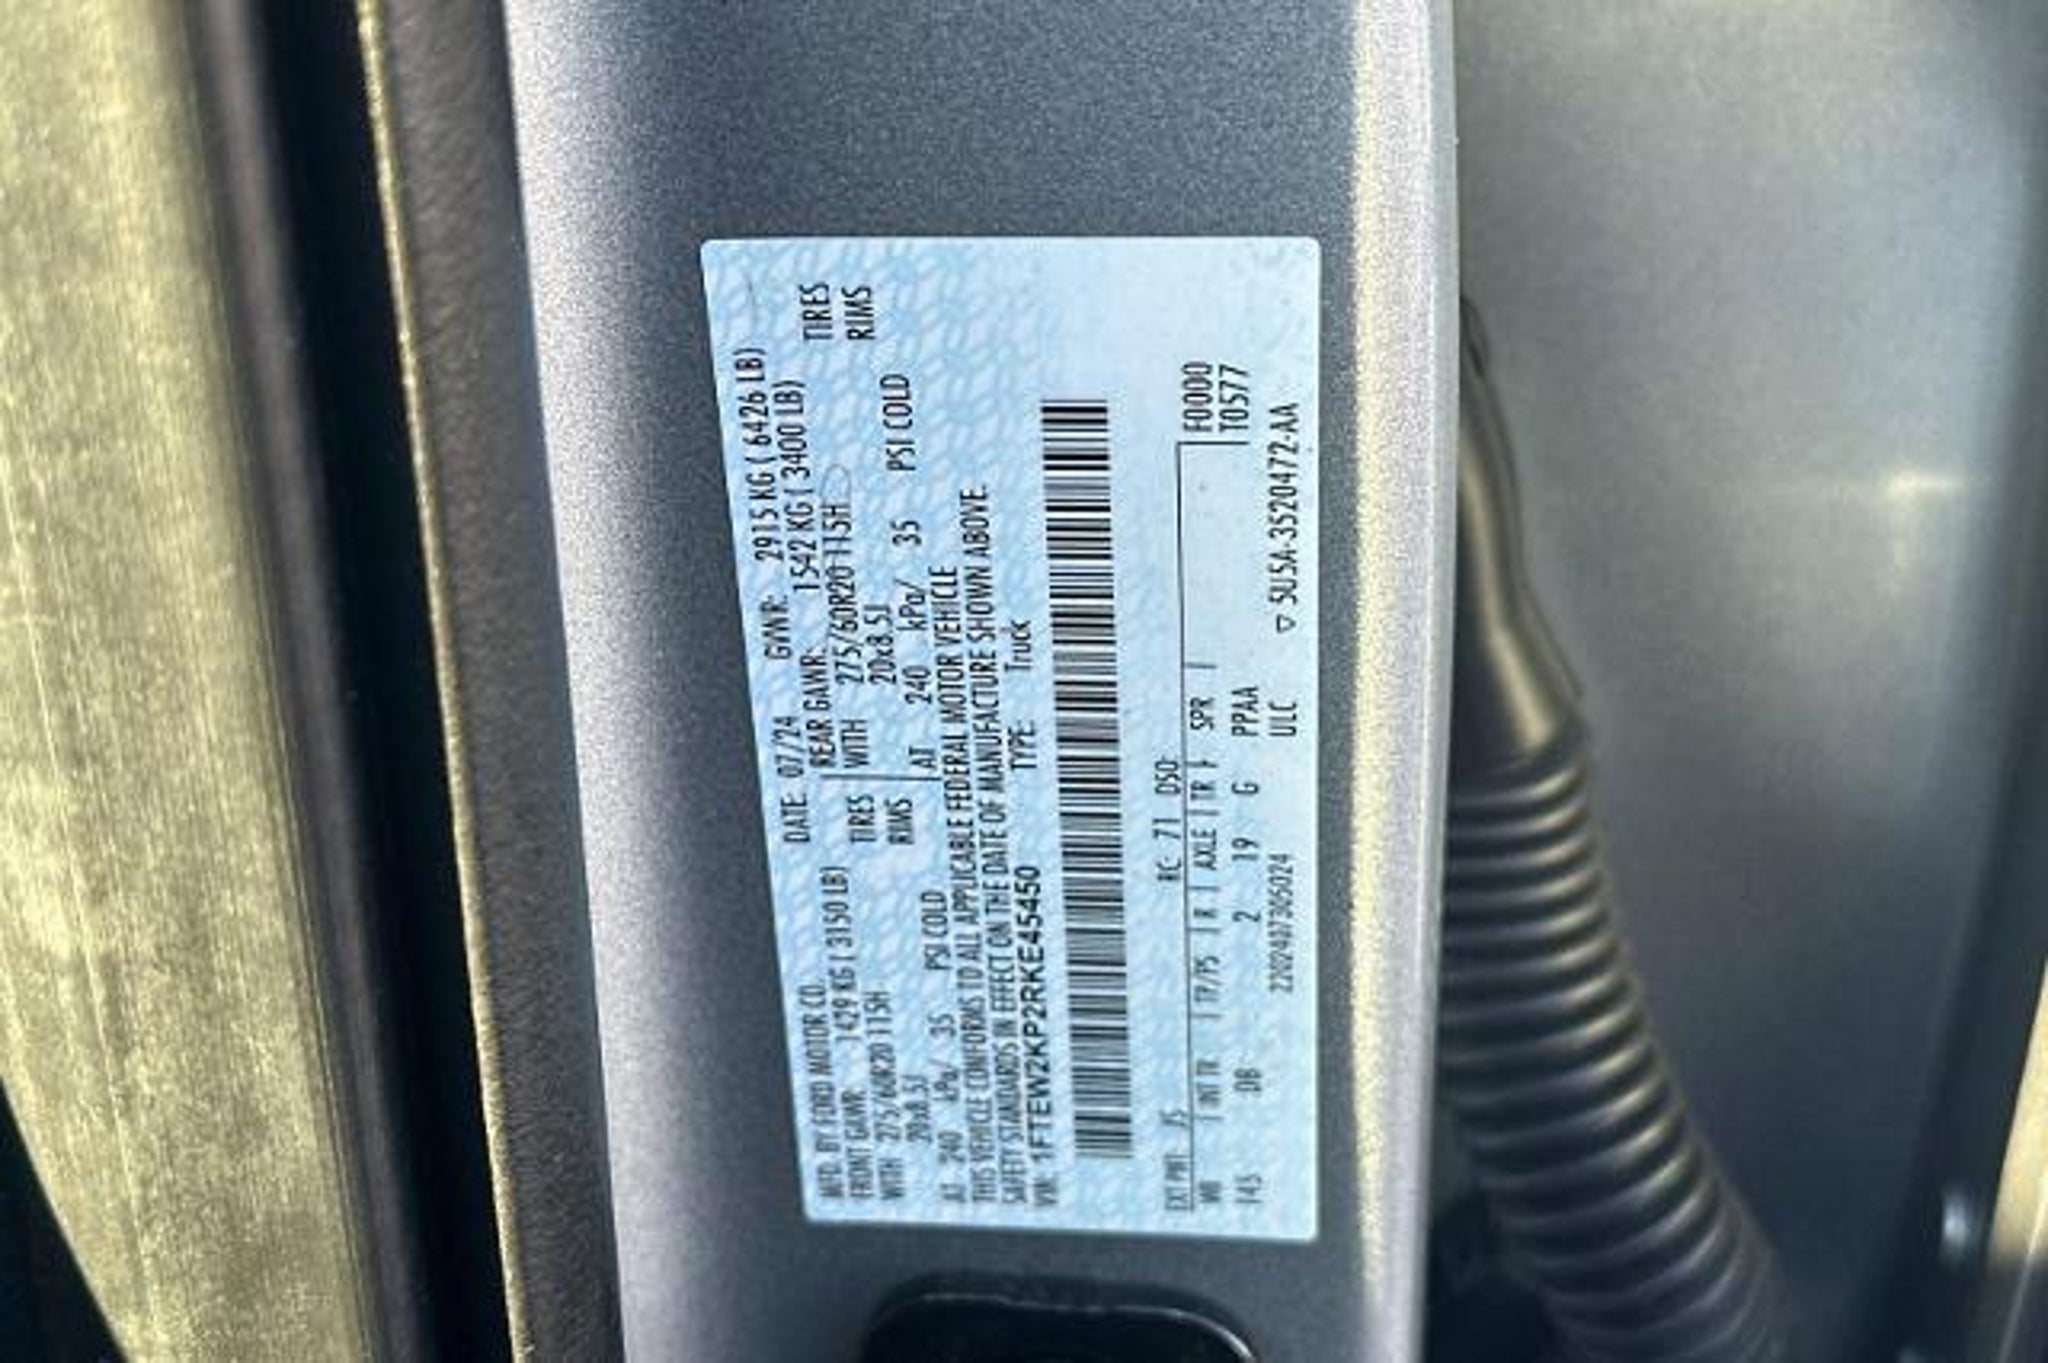 MFD. BY FORD MOTOR CO.
DATE: 07/24 GVWR: 2915 KG ( 6426 LB)
FRONT GAWR: 1429 KG ( 3150 LB)
REAR GAWR: 1542 KG ( 3400 LB)
WITH 275/60R20 115H TIRES
WITH 275/60R20 115H TIRES
20x8.5J RIMS
20x8.5J RIMS
AT 240 kPa/ 35 PSI COLD
AT 240 kPa/ 35 PSI COLD
THIS VEHICLE CONFORMS TO ALL APPLICABLE FEDERAL MOTOR VEHICLE
SAFETY STANDARDS IN EFFECT ON THE DATE OF MANUFACTURE SHOWN ABOVE.
VIN: 1FTEW2KP2RKE45450 TYPE: Truck
EXT PNT: JS RC: 71 DSO: F0000
WB INT TR TP/PS R AXLE TR SPR T0577
145 DB 2 19 G PPAA
2202407305024 ULC ▽ 5U5A-3520472-AA